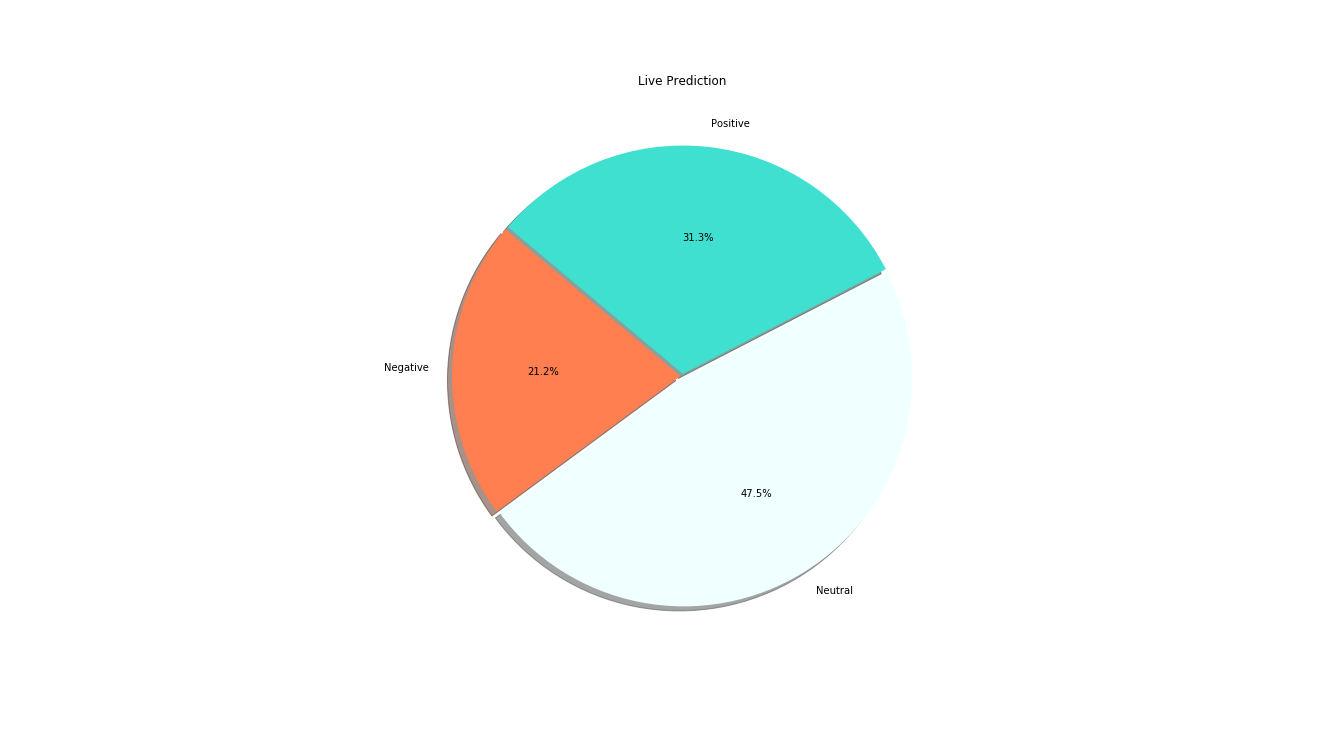 Live Prediction
Positive
31.3%
Negative
21.2%
47.5%
Neutral